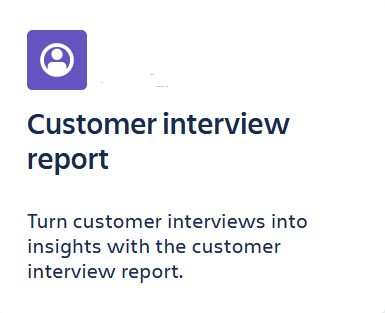 Customer interview
report
Turn customer interviews into
insights with the customer
interview report.